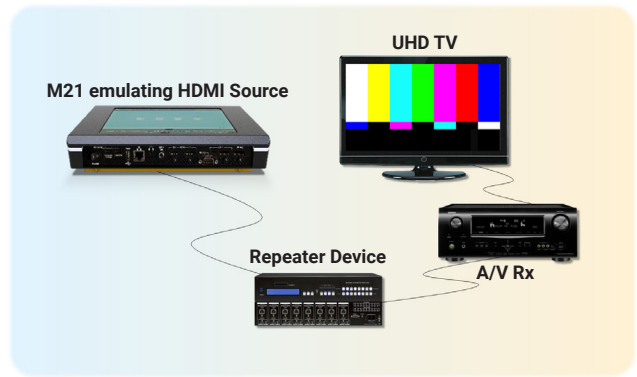 UHD TV
M21 emulating HDMI Source
Repeater Device
A/V Rx